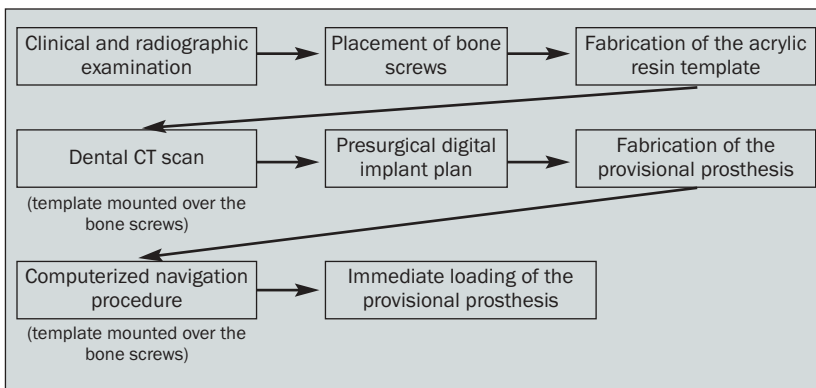 Clinical and radiographic
examination
Placement of bone
screws
Fabrication of the acrylic
resin template
Dental CT scan
(template mounted over the
bone screws)
Presurgical digital
implant plan
Fabrication of the
provisional prosthesis
Computerized navigation
procedure
(template mounted over the
bone screws)
Immediate loading of the
provisional prosthesis